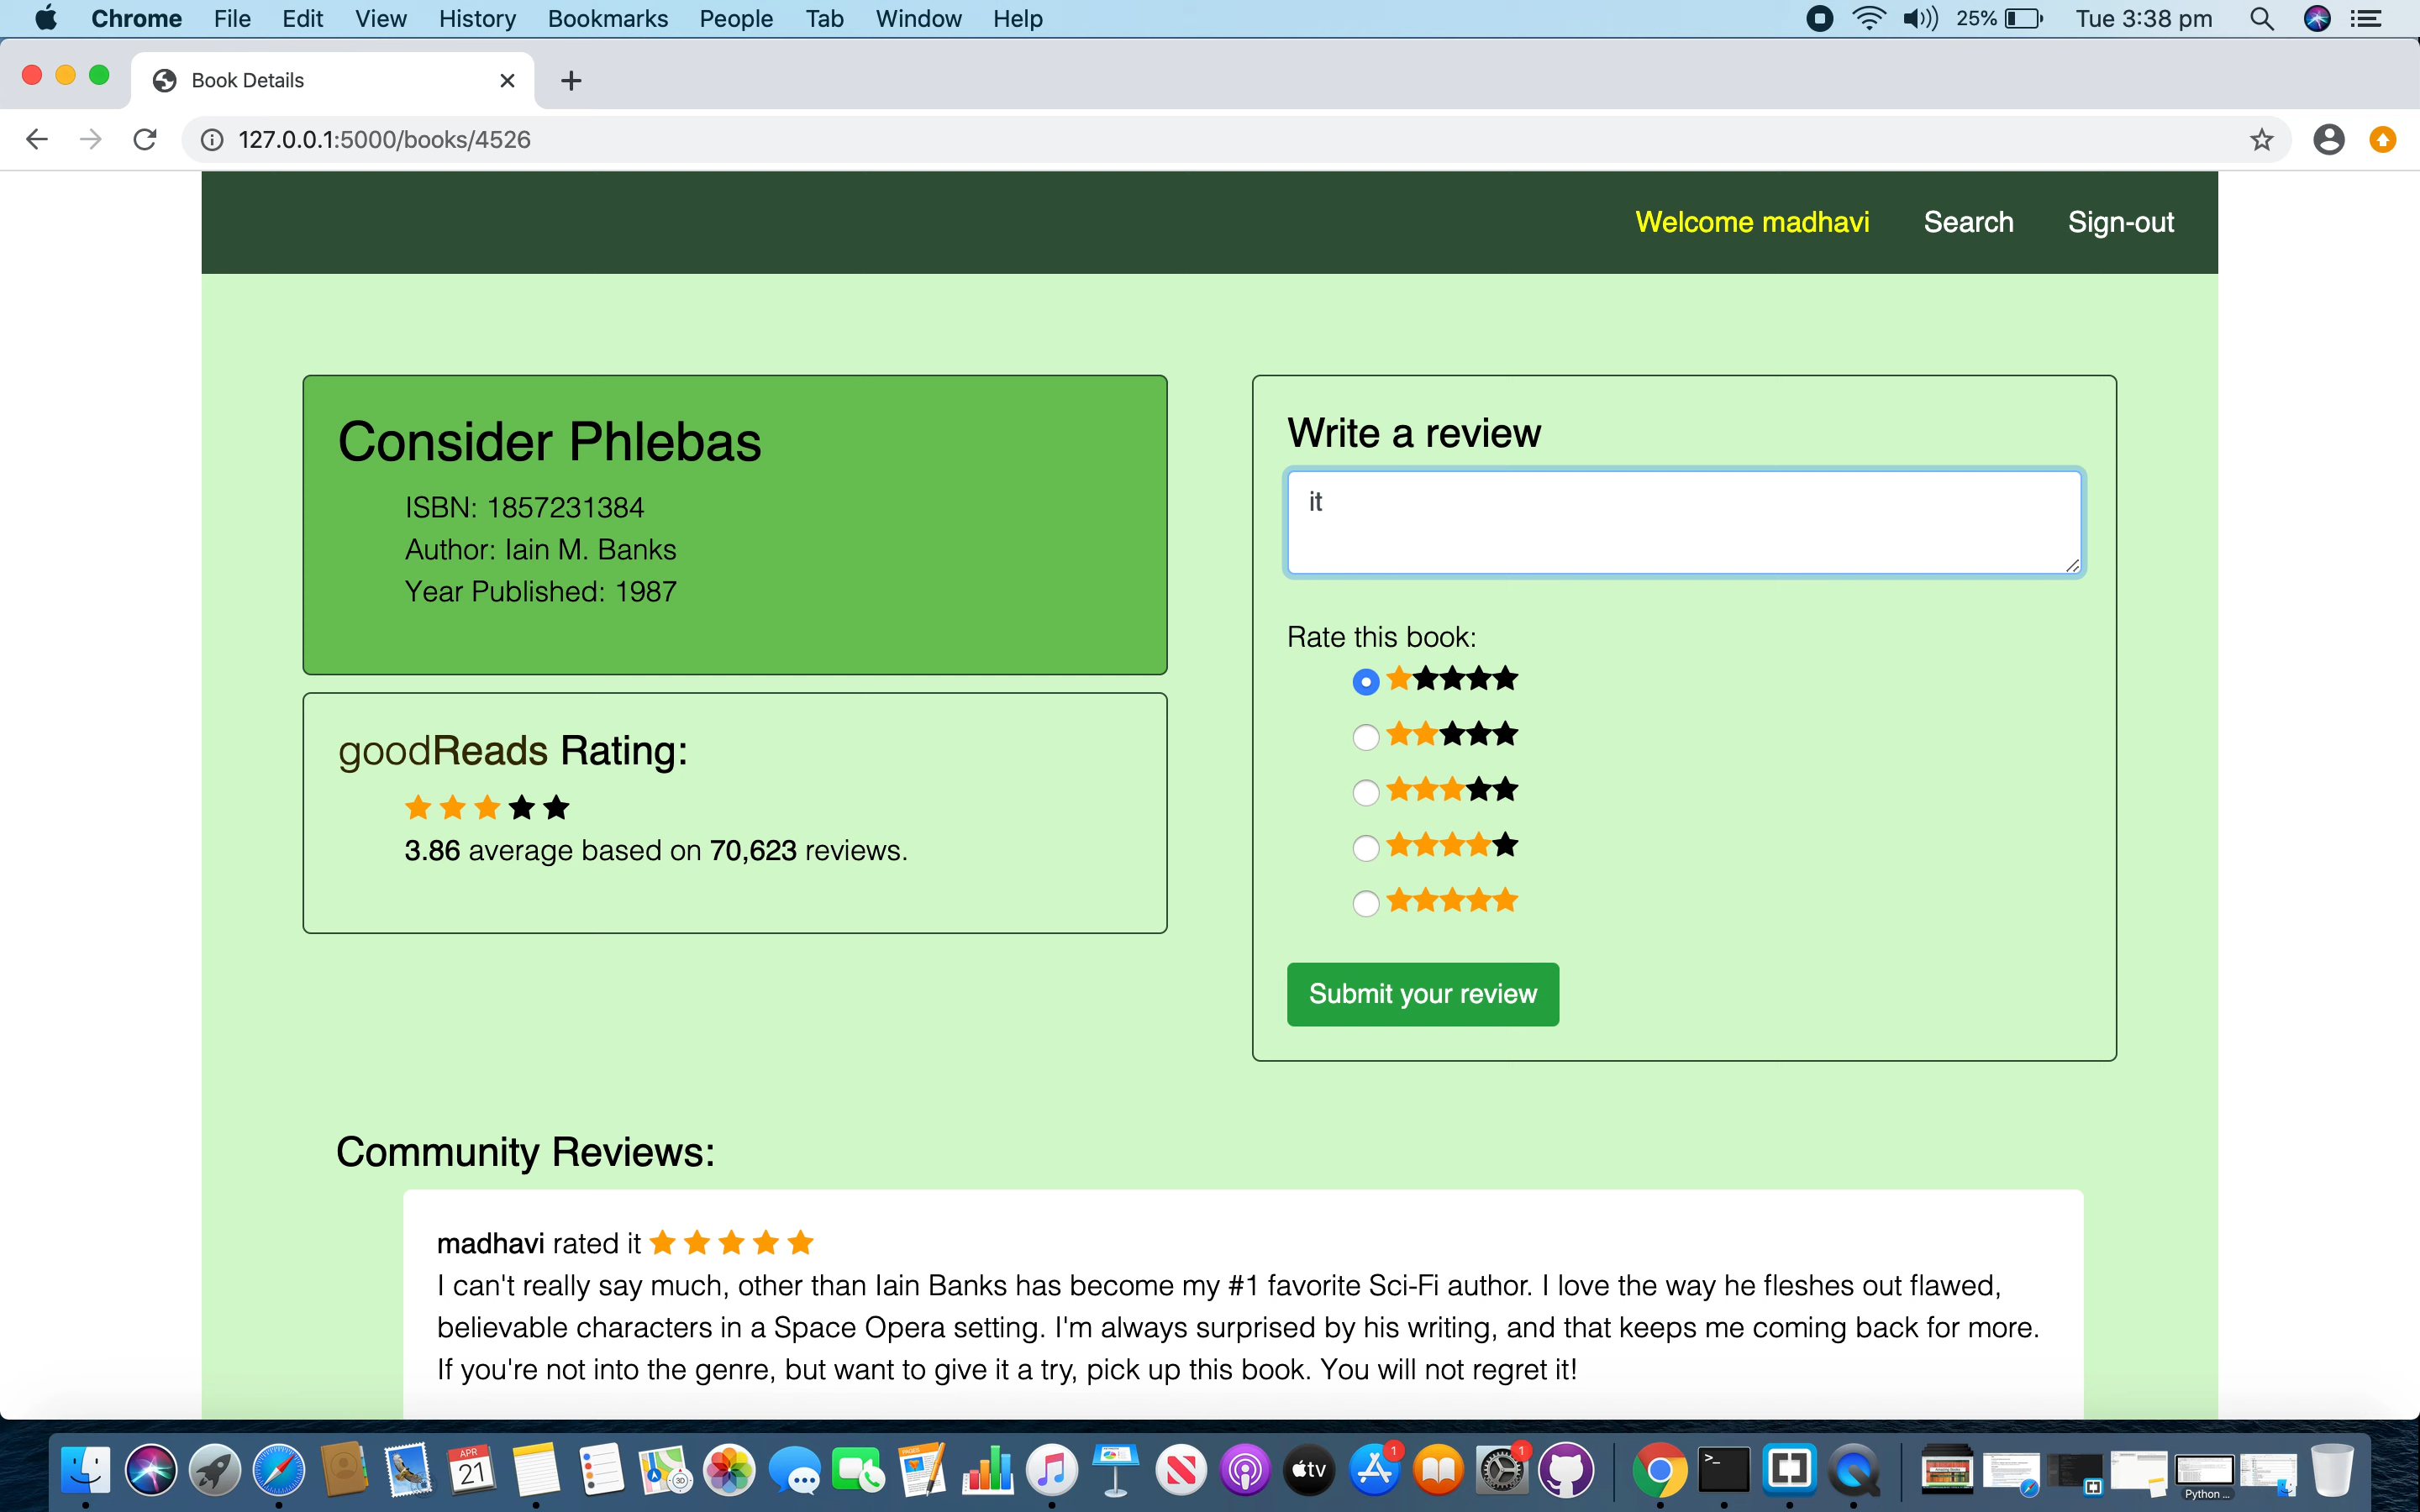 Chrome File Edit View History Bookmarks People Tab Window Help 25% Tue 3:38 pm
Book Details
127.0.0.1:5000/books/4526
Welcome madhavi Search Sign-out
Consider Phlebas
ISBN: 1857231384
Author: Iain M. Banks
Year Published: 1987
goodReads Rating:
3.86 average based on 70,623 reviews.
Write a review
it
Rate this book:
Submit your review
Community Reviews:
madhavi rated it
I can't really say much, other than Iain Banks has become my #1 favorite Sci-Fi author. I love the way he fleshes out flawed,
believable characters in a Space Opera setting. I'm always surprised by his writing, and that keeps me coming back for more.
If you're not into the genre, but want to give it a try, pick up this book. You will not regret it!
APR
21
3D
PAGES
tv
1
1
>_
Python ...